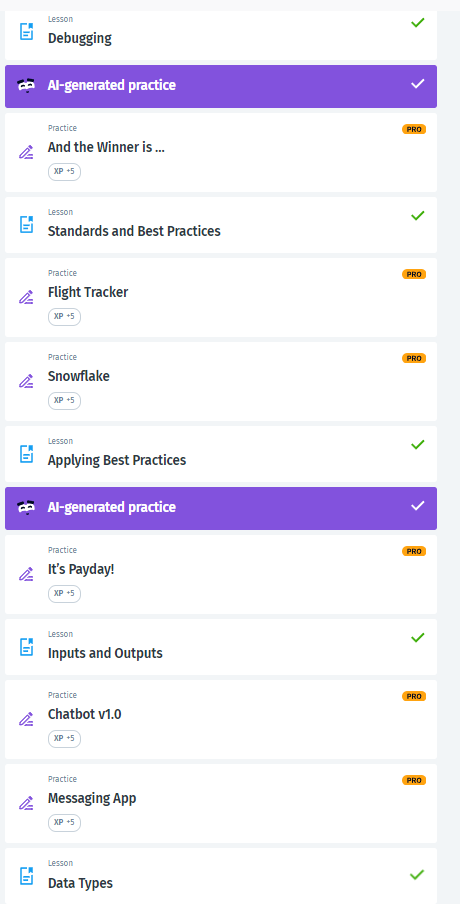 Lesson
Debugging
AI-generated practice
Practice
PRO
And the Winner is ...
XP +5
Lesson
Standards and Best Practices
Practice
PRO
Flight Tracker
XP +5
Practice
PRO
Snowflake
XP +5
Lesson
Applying Best Practices
AI-generated practice
Practice
PRO
It's Payday!
XP +5
Lesson
Inputs and Outputs
Practice
PRO
Chatbot v1.0
XP +5
Practice
PRO
Messaging App
XP +5
Lesson
Data Types